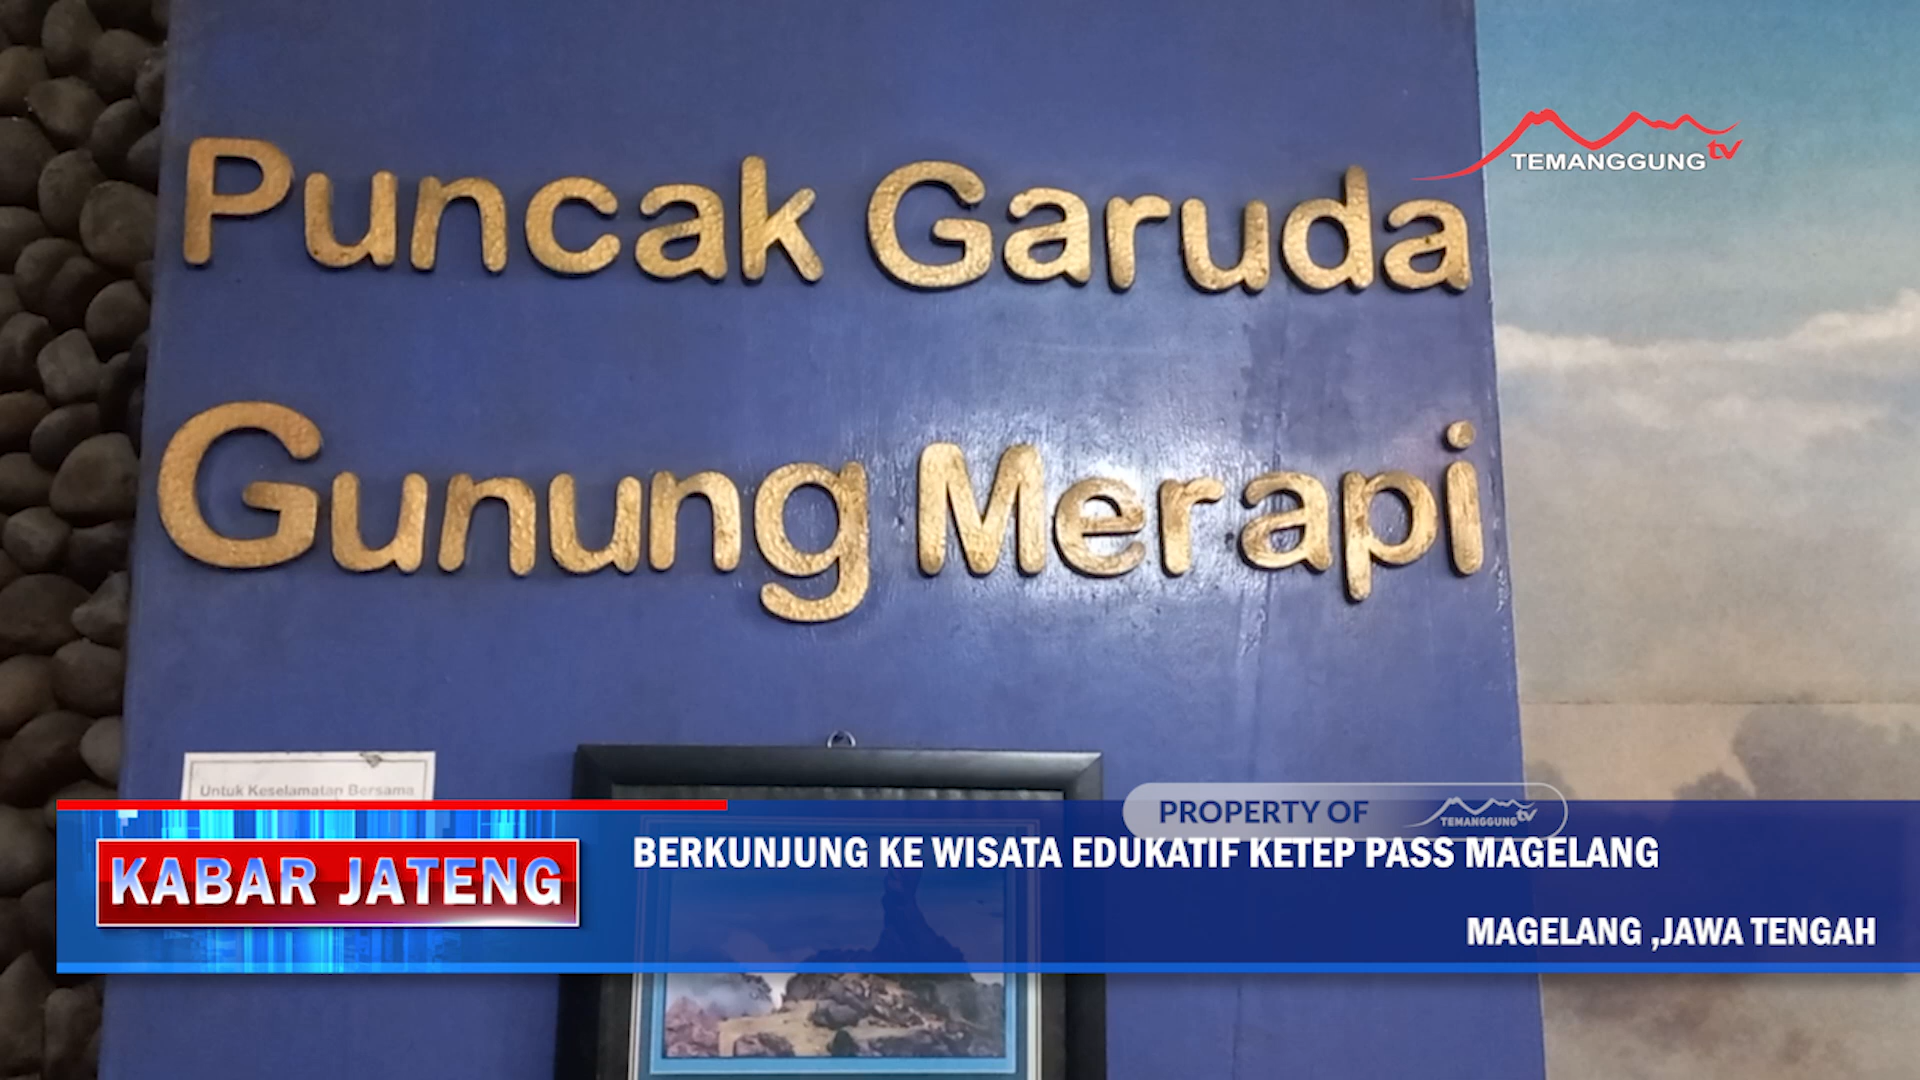 TEMANGGUNG tv
Puncak Garuda
Gunung Merapi
Untuk Keselamatan Bersama
PROPERTY OF TEMANGGUNG tv
KABAR JATENG
BERKUNJUNG KE WISATA EDUKATIF KETEP PASS MAGELANG
MAGELANG ,JAWA TENGAH